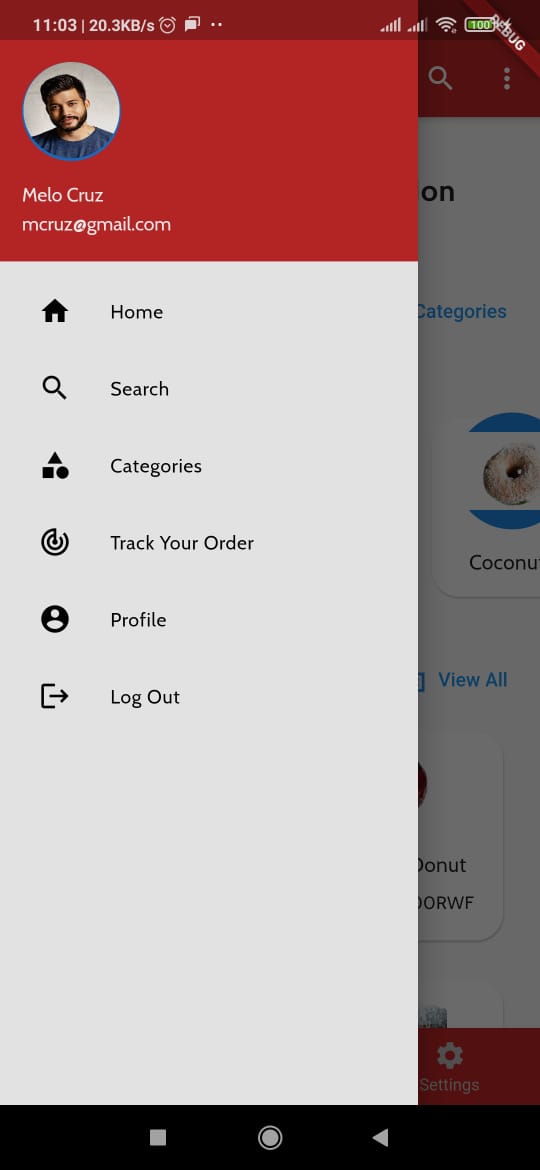 11:03 | 20.3KB/s
100
DEBUG
Melo Cruz
mcruz@gmail.com
Home
Search
Categories
Track Your Order
Profile
Log Out
on
Categories
Coconut
View All
Donut
00RWF
Settings